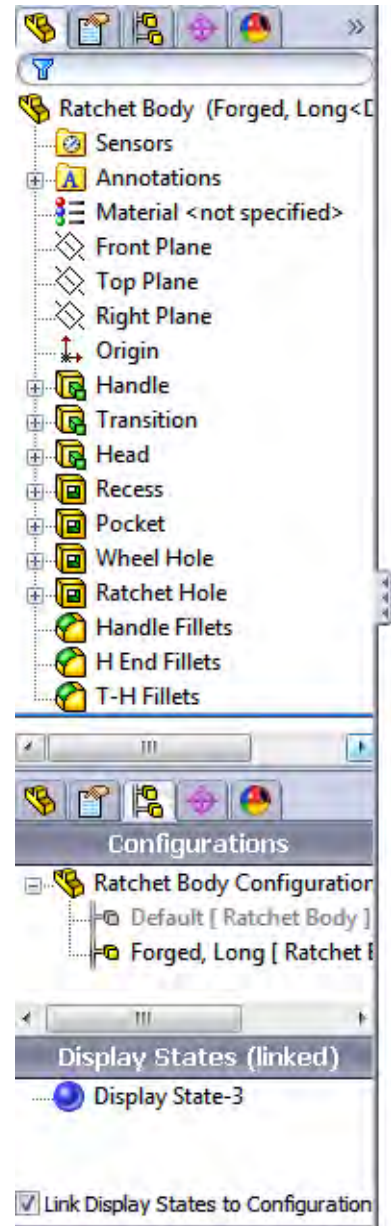 »
Ratchet Body (Forged, Long<D
Sensors
A Annotations
Material <not specified>
Front Plane
Top Plane
Right Plane
Origin
Handle
Transition
Head
Recess
Pocket
Wheel Hole
Ratchet Hole
Handle Fillets
H End Fillets
T-H Fillets
Configurations
Ratchet Body Configuration
Default [ Ratchet Body ]
Forged, Long [ Ratchet B
Display States (linked)
Display State-3
Link Display States to Configuration